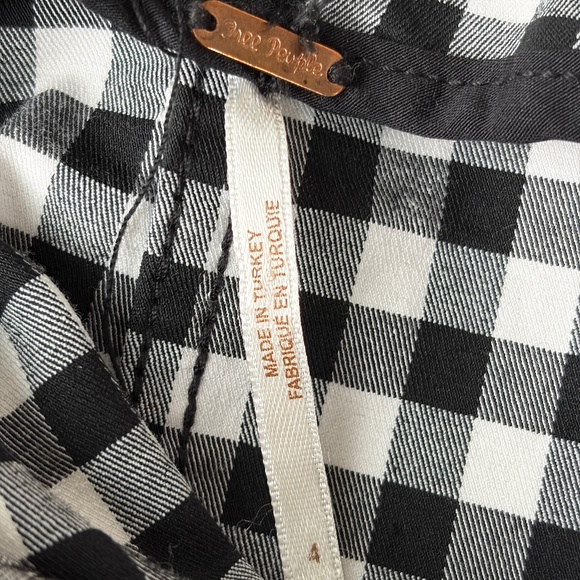 Free People
MADE IN TURKEY
FABRIQUÉ EN TURQUIE
4